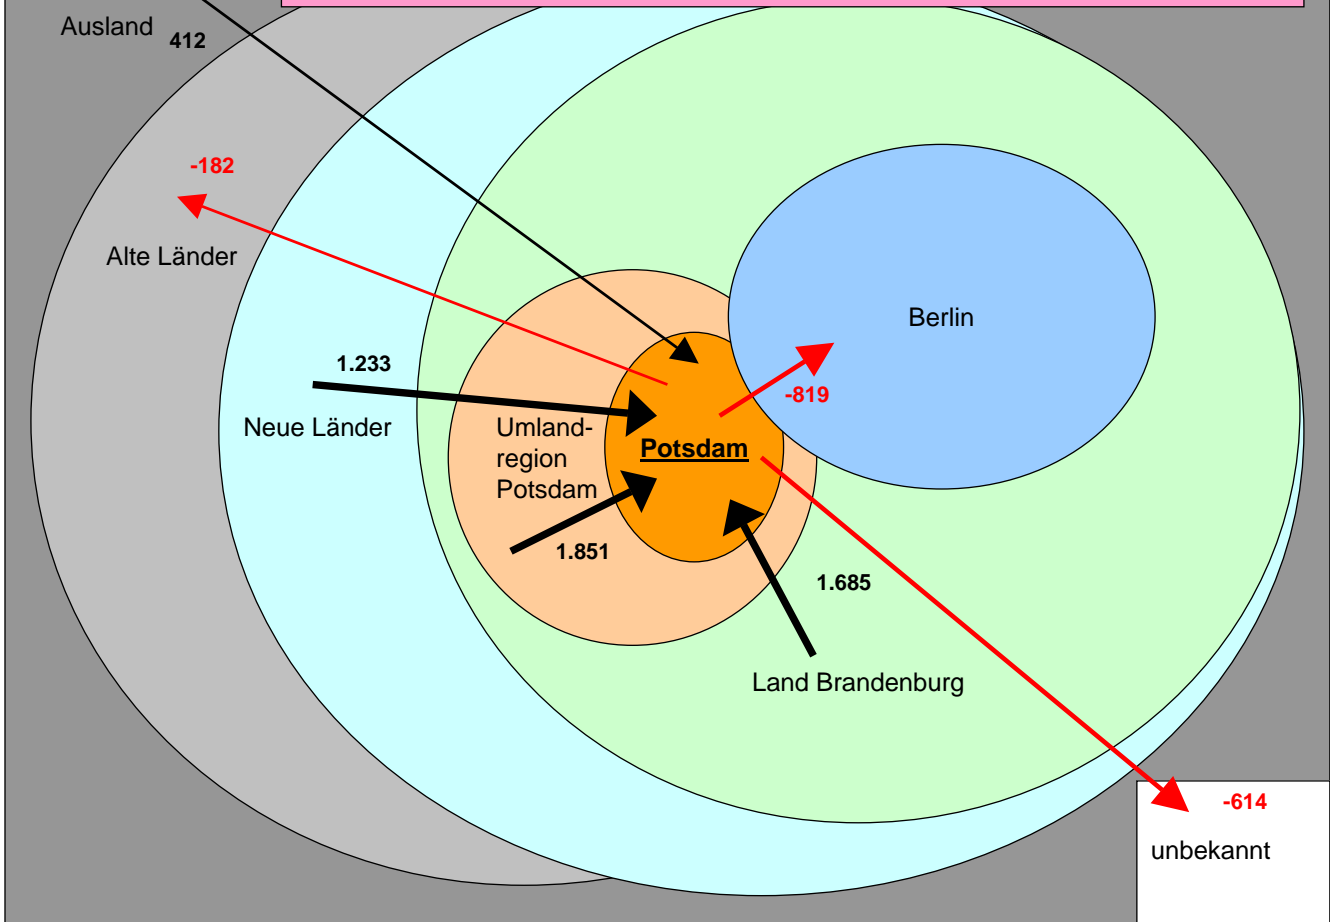 Ausland
412
-182
Alte Länder
Berlin
1.233
-819
Neue Länder
Umland-
region
Potsdam
Potsdam
1.851
1.685
Land Brandenburg
-614
unbekannt